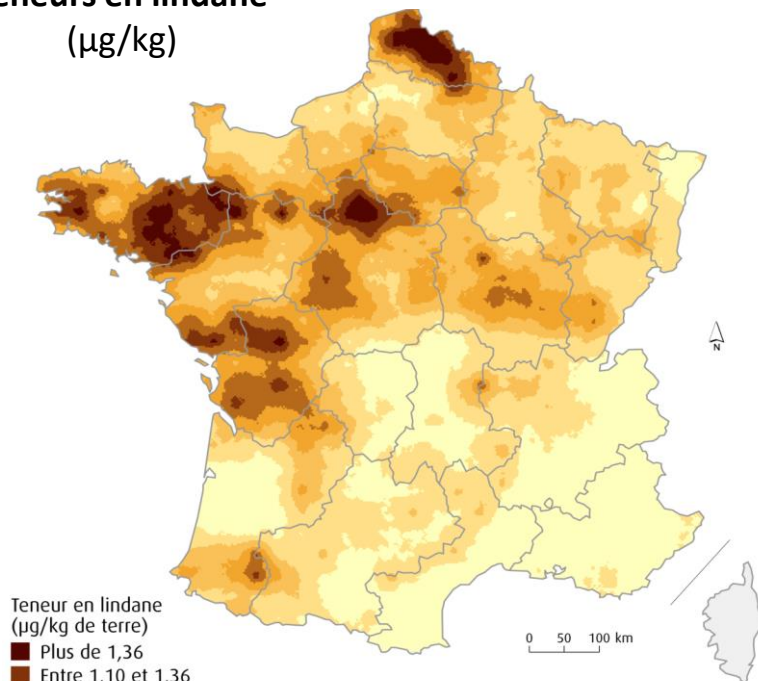 (µg/kg)
N
Teneur en lindane
(µg/kg de terre)
Plus de 1,36
Entre 1,10 et 1,36
0 50 100 km